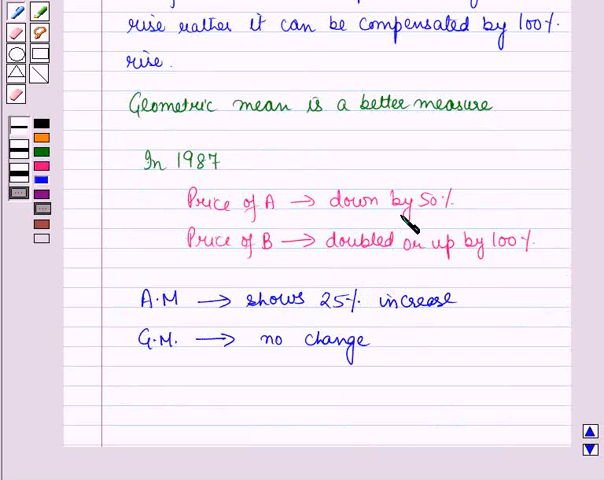 rise rather it can be compensated by 100%.
rise.
Geometric mean is a better measure
In 1987
Price of A → down by 50%.
Price of B → doubled or up by 100%.
A.M → shows 25% increase
G.M. → no change